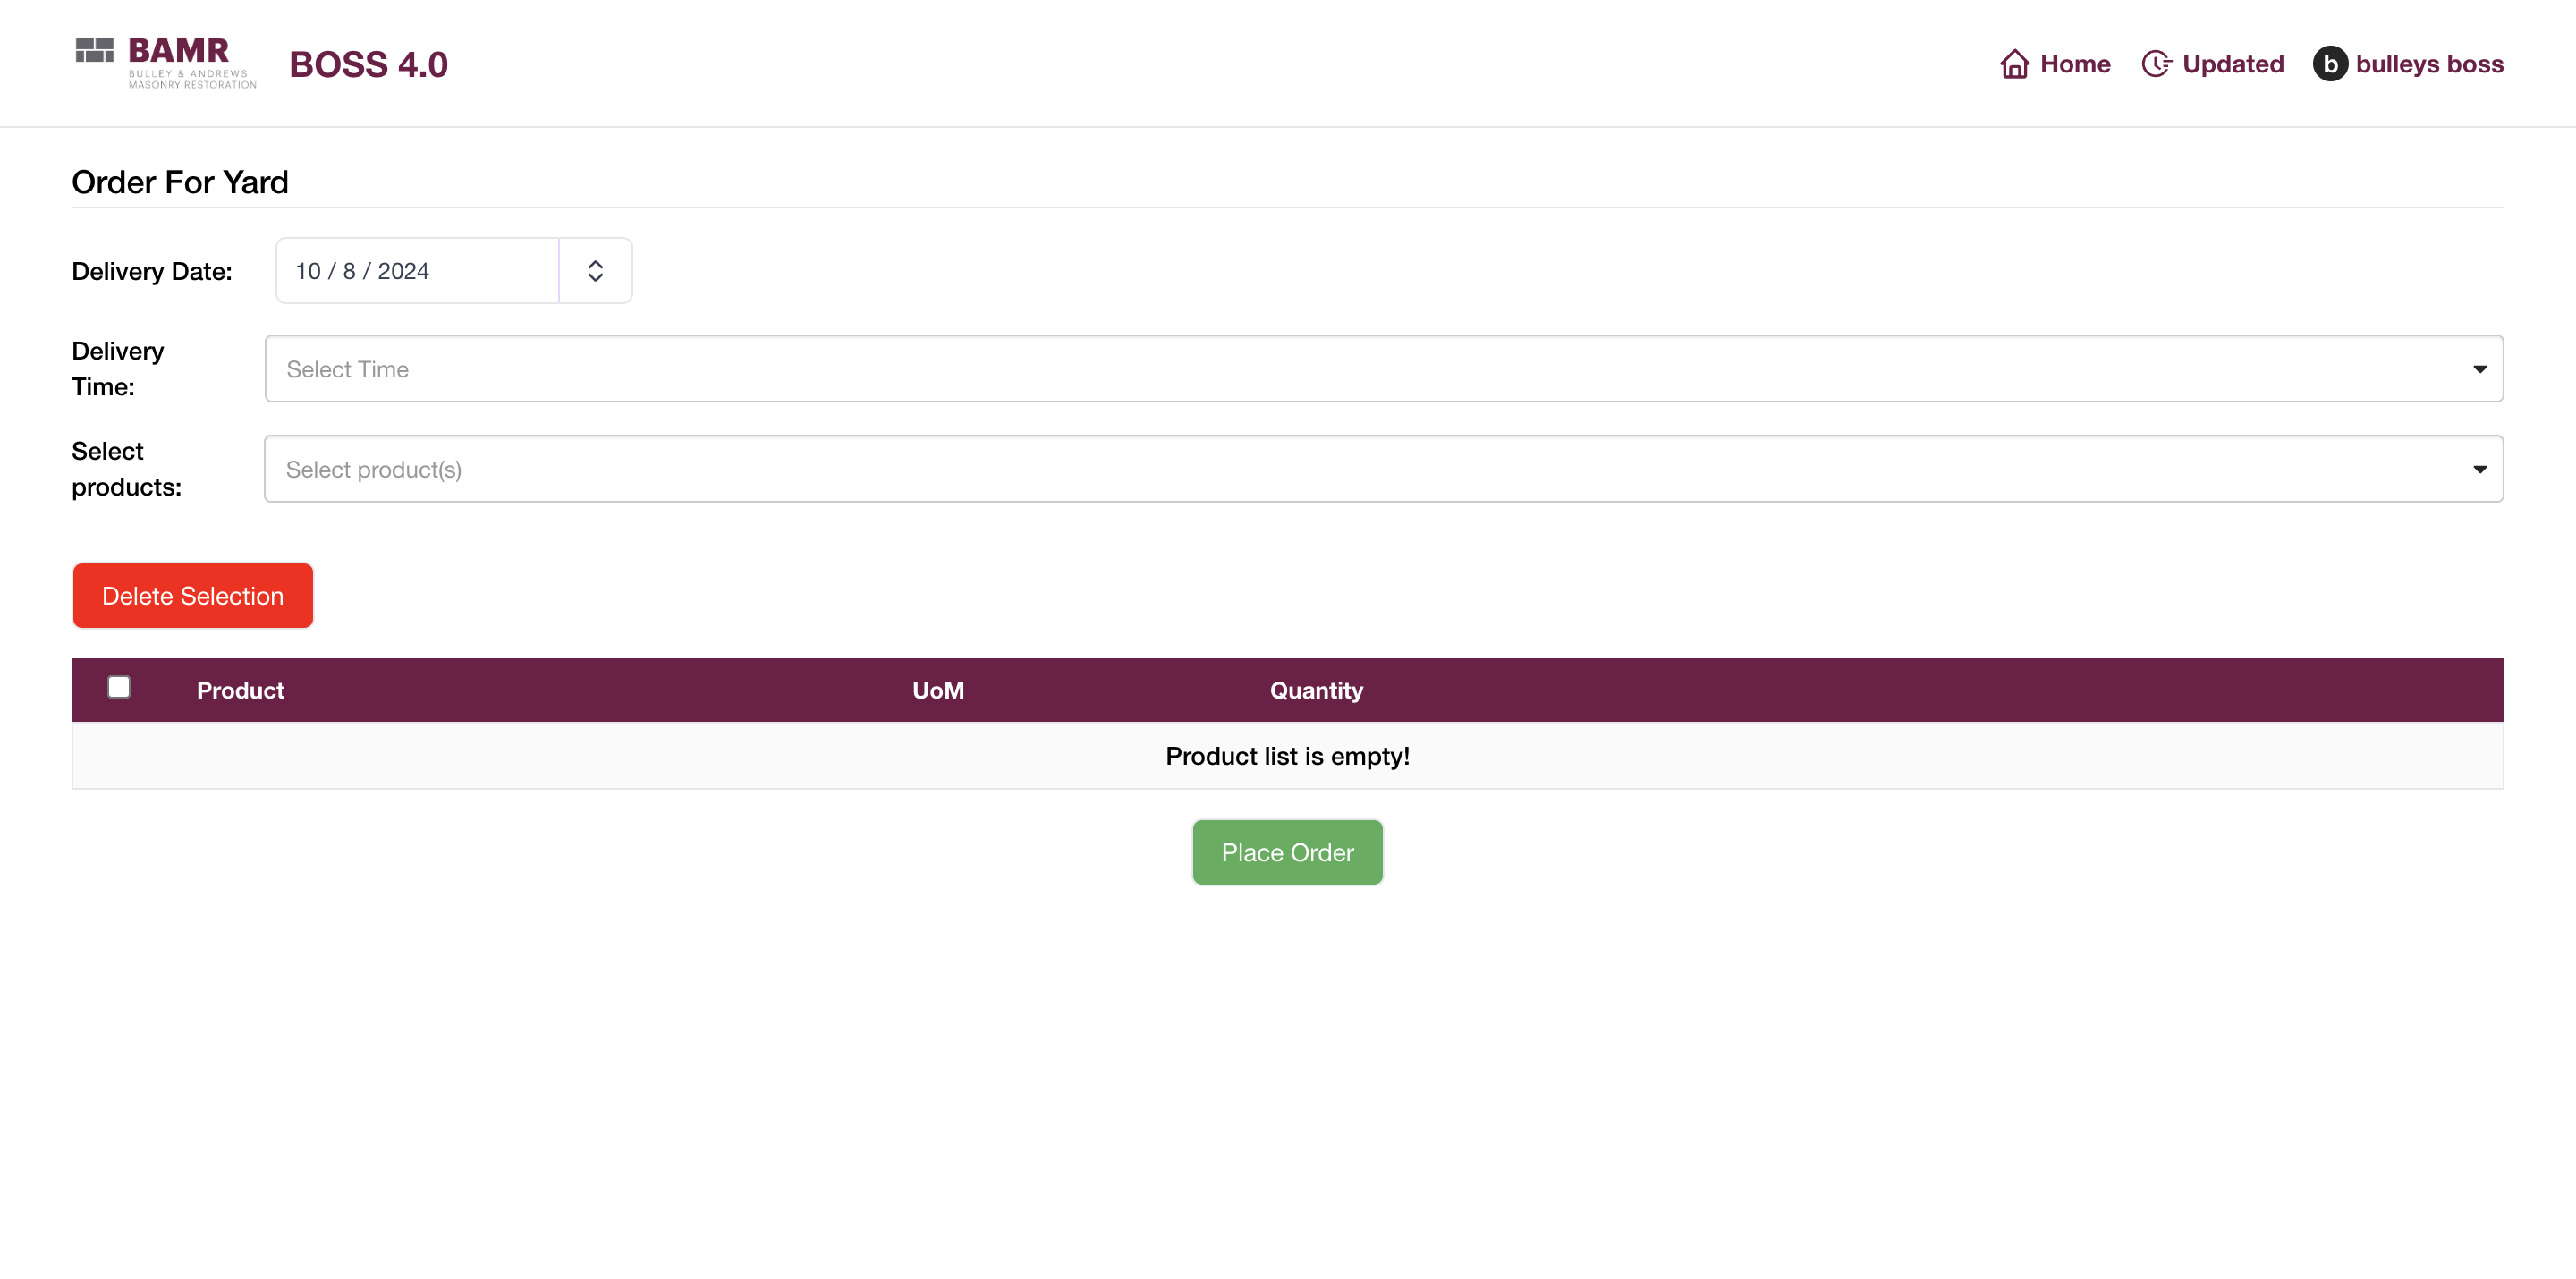 BAMR
BULLEY & ANDREWS
MASONRY RESTORATION
BOSS 4.0
Home
Updated
b bulleys boss
Order For Yard
Delivery Date:
10 / 8 / 2024
Delivery
Time:
Select Time
Select
products:
Select product(s)
Delete Selection
Product UoM Quantity
Product list is empty!
Place Order